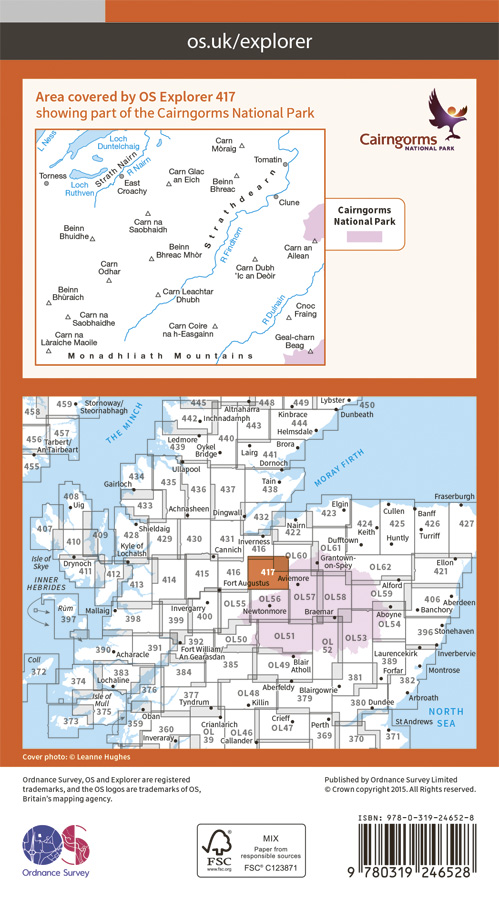 os.uk/explorer
Area covered by OS Explorer 417
showing part of the Cairngorms National Park
Cairngorms
NATIONAL PARK
L Ness
Loch
Duntelchaig
Strath Nairn
R Nairn
Torness
Loch
Ruthven
East
Croachy
Carn
Mòraig
Tomatin
Carn Glac
an Eich
Beinn
Bhreac
Strathdearn
Clune
Carn na
Saobhaidh
Beinn
Bhuidhe
Beinn
Bhreac Mhòr
R Findhorn
Carn an
Ailean
Carn
Odhar
Carn Dubh
'Ic an Deòir
Beinn
Bhùraich
Carn Leachtar
Dhubh
R Dulnain
Cnoc
Fraing
Carn na
Saobhaidhe
Carn Coire
na h-Easgainn
Carn na
Làraiche Maoile
Geal-charn
Beag
Monadhliath Mountains
Cairngorms
National Park
459
Stornoway/
Steornabhagh
458
THE MINCH
445
448
449
Lybster
450
Altnaharra
Kinbrace
Dunbeath
442
Inchnadamph
443
444
Helmsdale
456
457
Tarbert/
An Tairbeart
455
Ledmore
439
Oykel
Bridge
440
Lairg
441
Brora
Dornoch
MORAY FIRTH
Ullapool
434
435
436
437
Tain
438
Gairloch
433
Achnasheen
Dingwall
432
408
Uig
407
410
409
428
Shieldaig
429
430
431
Inverness
416
Nairn
422
Elgin
423
424
Keith
Cullen
425
Banff
426
Turriff
427
Fraserburgh
Dufftown
Huntly
Isle of
Skye
Drynoch
Kyle of
Lochalsh
Cannich
OL60
OL61
Grantown-
on-Spey
OL62
Ellon
421
412
413
414
415
416
417
Aviemore
Alford
OL59
INNER
HEBRIDES
Fort Augustus
OL55
OL56
OL57
OL58
406
Aberdeen
Banchory
Rùm
397
Mallaig
398
Invergarry
399
400
Newtonmore
Braemar
Aboyne
OL54
396
Stonehaven
390
Acharacle
391
392
Fort William/
An Gearasdan
OL50
OL51
OL
52
OL53
Laurencekirk
389
Inverbervie
Coll
372
374
383
Lochaline
384
385
OL49
Blair
Atholl
Forfar
382
Montrose
Isle of
Mull
375
376
377
Tyndrum
OL48
Killin
Aberfeldy
Blairgowrie
379
381
380
Dundee
Arbroath
373
359
Oban
360
Inveraray
Crianlarich
OL
39
OL46
Callander
Crieff
OL47
Perth
369
370
371
St Andrews
NORTH
SEA
Cover photo: © Leanne Hughes
Ordnance Survey, OS and Explorer are registered
trademarks, and the OS logos are trademarks of OS,
Britain's mapping agency.
Published by Ordnance Survey Limited
© Crown copyright 2015. All Rights Reserved.
OS
Ordnance Survey
FSC
www.fsc.org
MIX
Paper from
responsible sources
FSC® C123871
ISBN: 978-0-319-24652-8
9 780319 246528